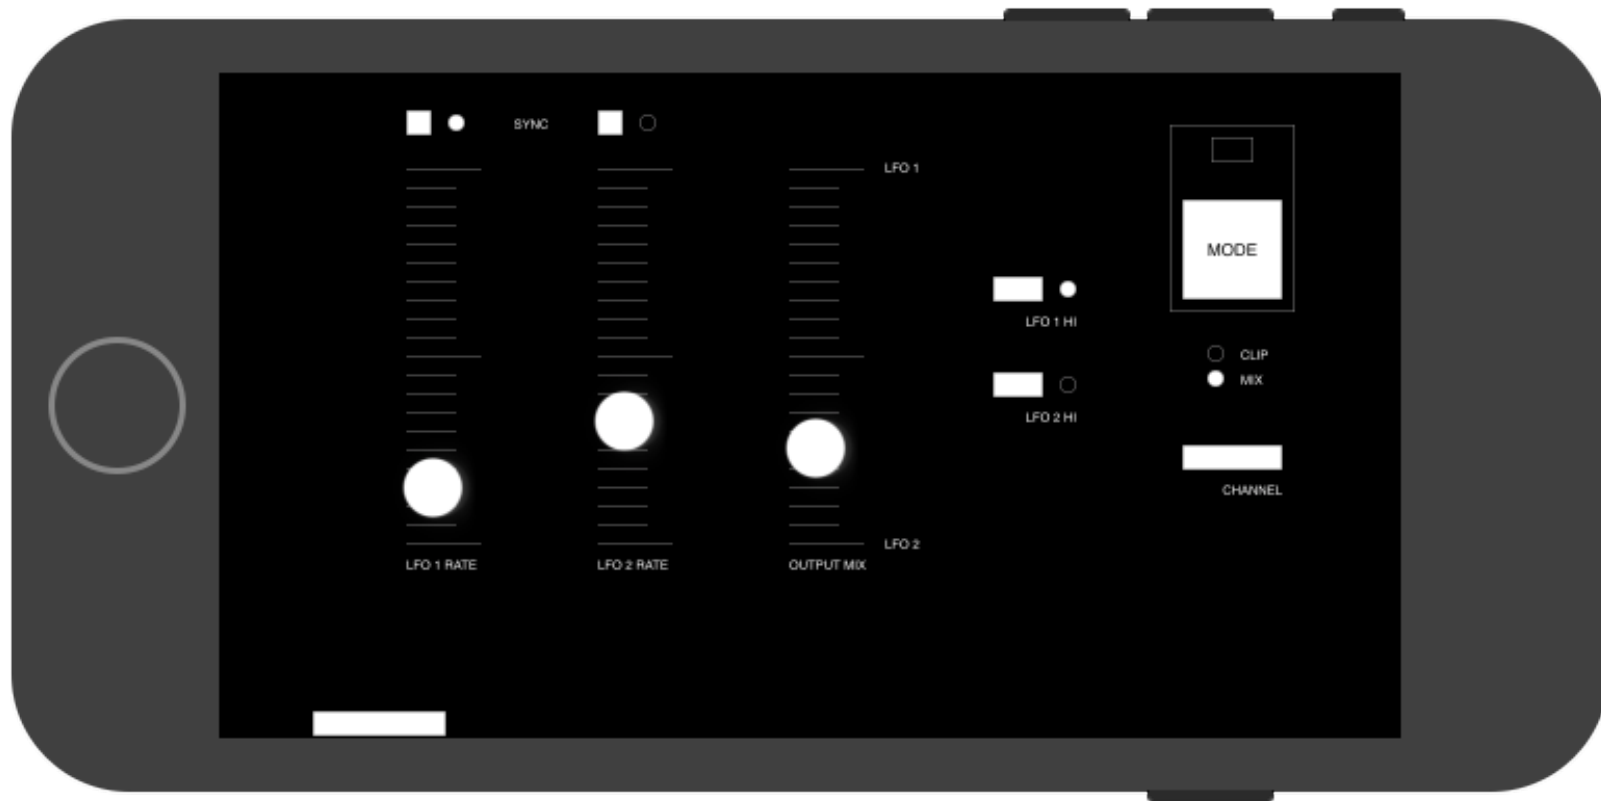 SYNC
LFO 1
MODE
LFO 1 HI
CLIP
MIX
LFO 2 HI
CHANNEL
LFO 2
LFO 1 RATE
LFO 2 RATE
OUTPUT MIX